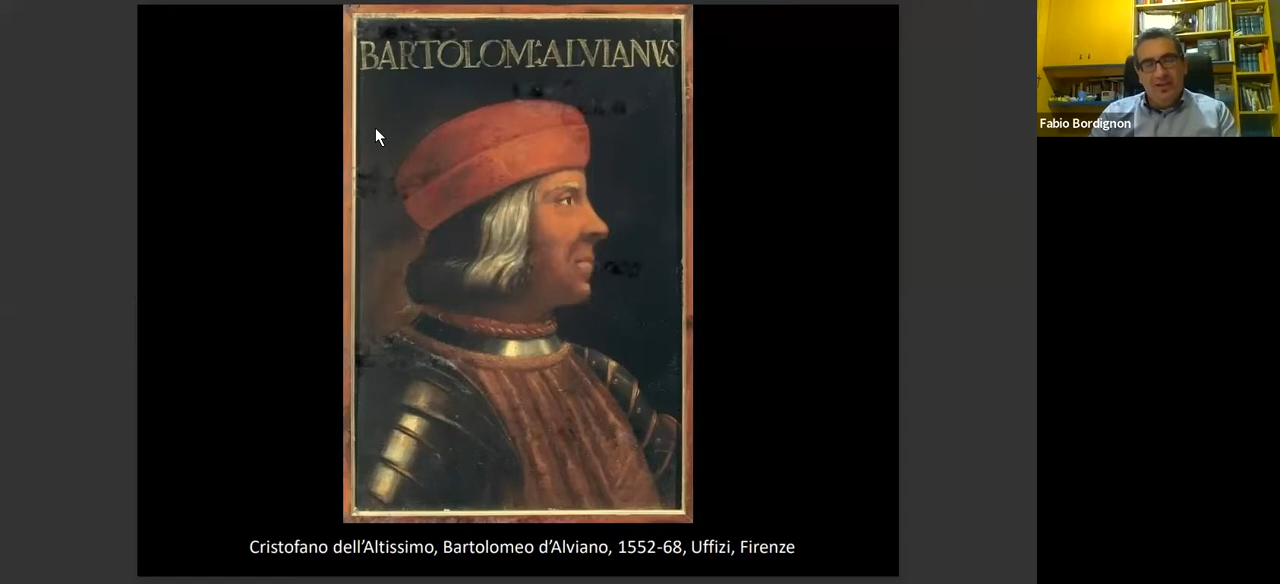 BARTOLOM:ALVIANVS
Fabio Bordignon
Cristofano dell'Altissimo, Bartolomeo d'Alviano, 1552-68, Uffizi, Firenze